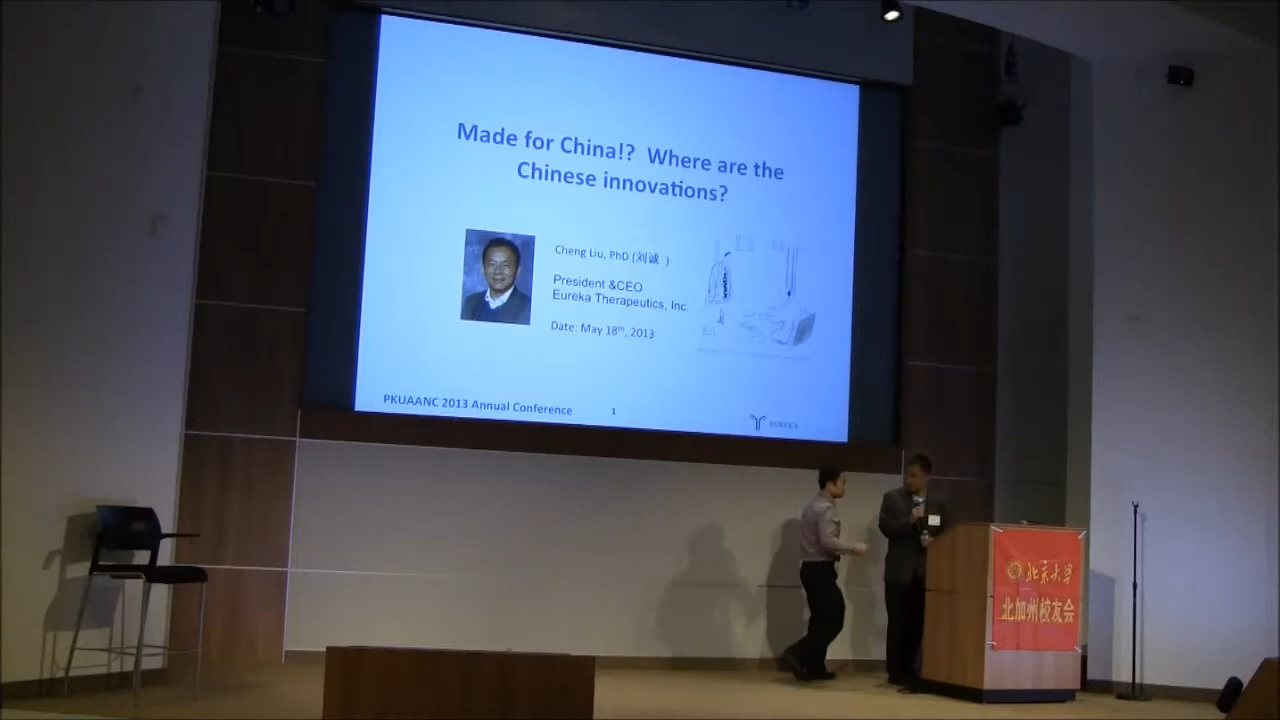 Made for China!? Where are the
Chinese innovations?
Cheng Liu, PhD (刘诚 )
President &CEO
Eureka Therapeutics, Inc.
Date: May 18th, 2013
PKUAANC 2013 Annual Conference
1
EUREKA
北京大学
北加州校友会